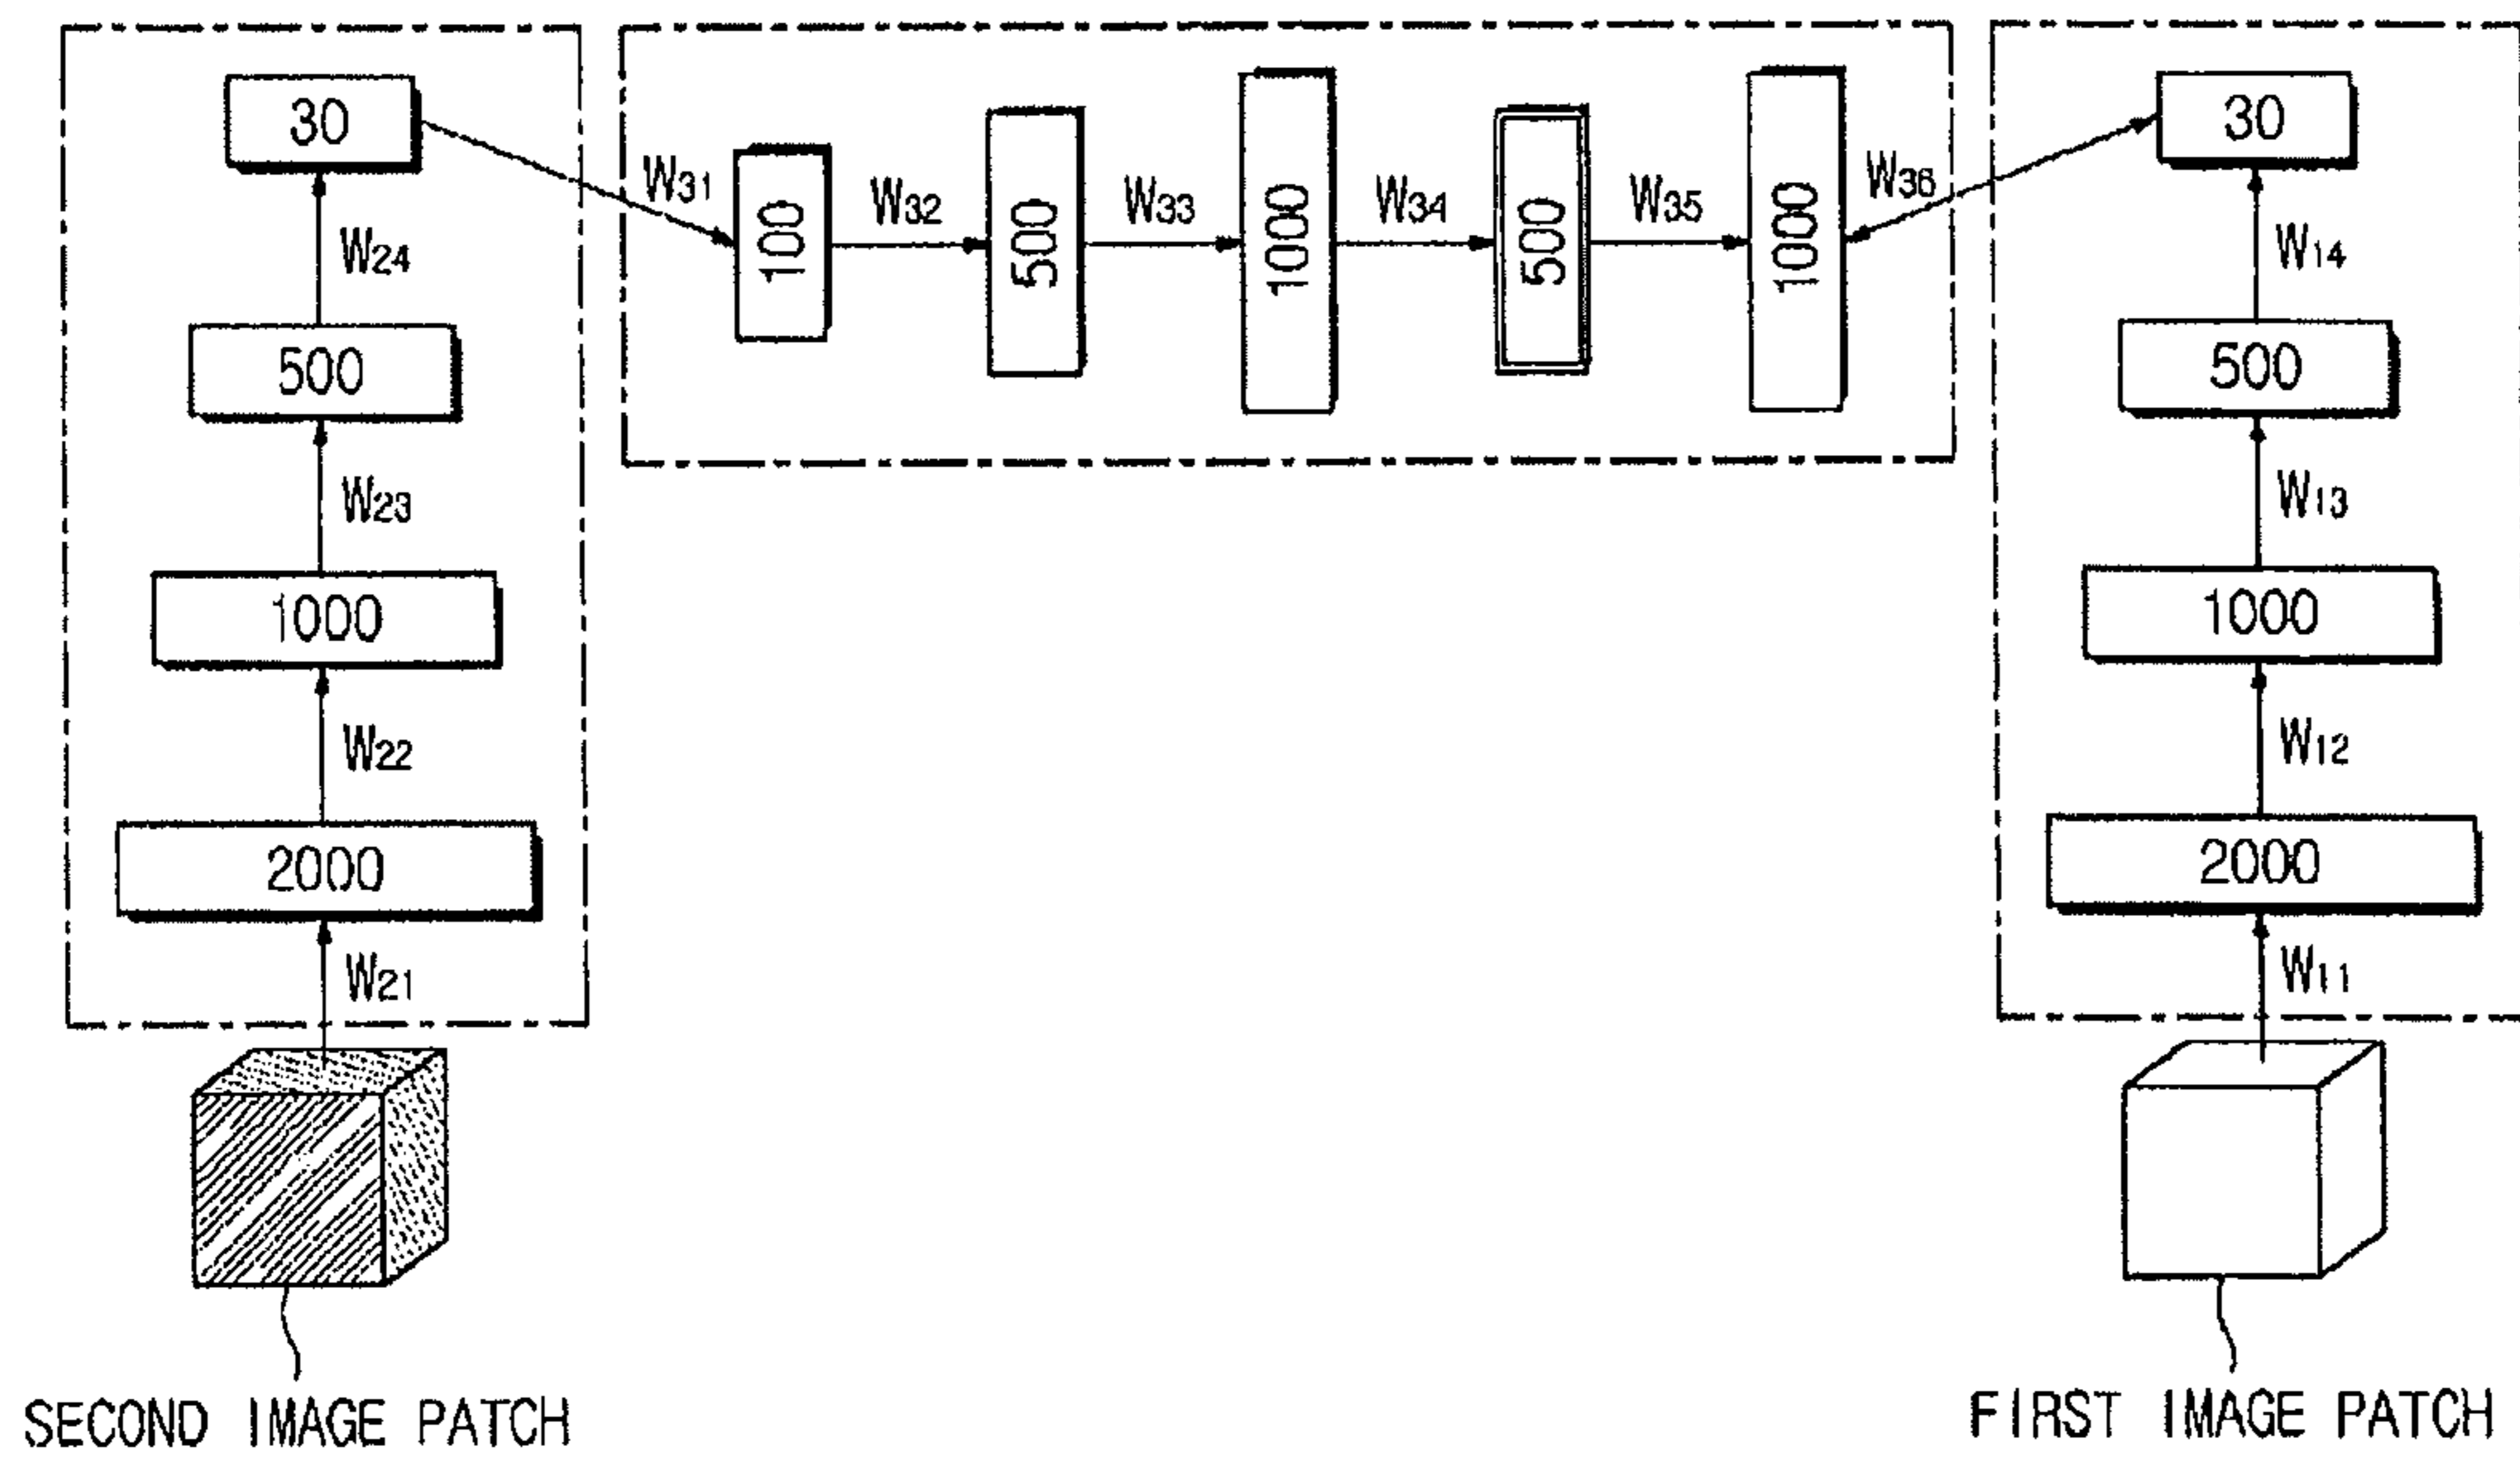 30
W24
500
W23
1000
W22
2000
W21
SECOND IMAGE PATCH
W31
100
W32
500
W33
1000
W34
500
W35
1000
W36
30
W14
500
W13
1000
W12
2000
W11
FIRST IMAGE PATCH